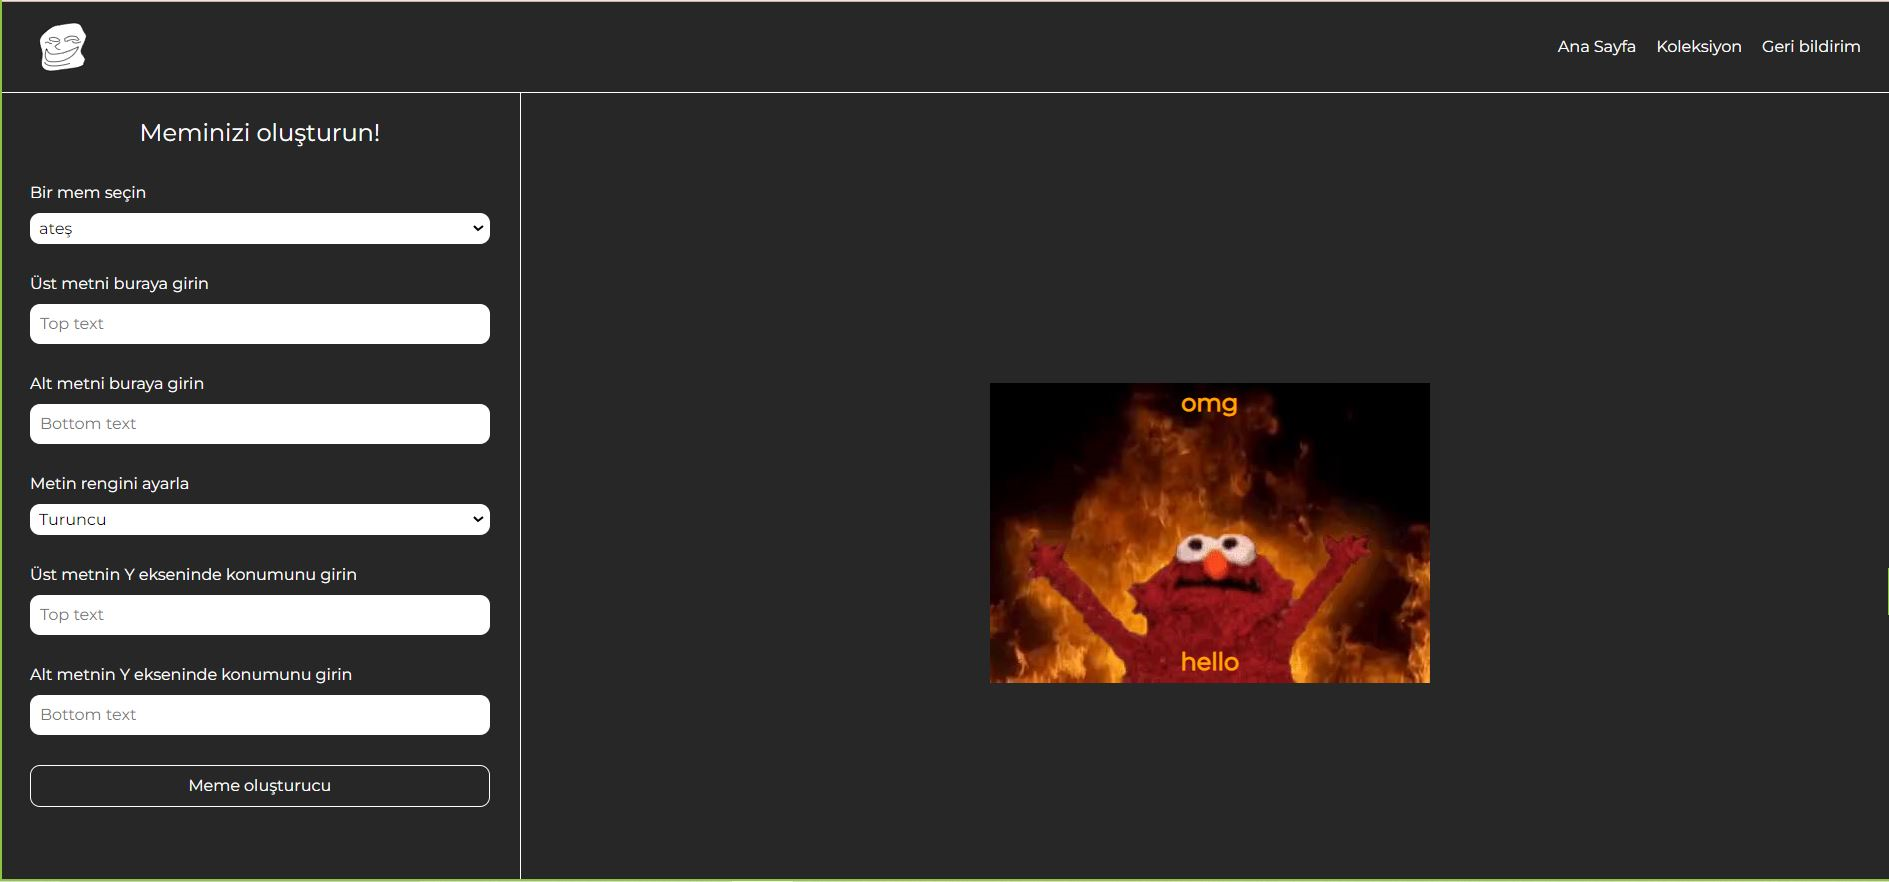 Ana Sayfa Koleksiyon Geri bildirim
Meminizi oluşturun!
Bir mem seçin
ateş
Üst metni buraya girin
Top text
Alt metni buraya girin
Bottom text
Metin rengini ayarla
Turuncu
Üst metnin Y ekseninde konumunu girin
Top text
Alt metnin Y ekseninde konumunu girin
Bottom text
Meme oluşturucu
omg
hello